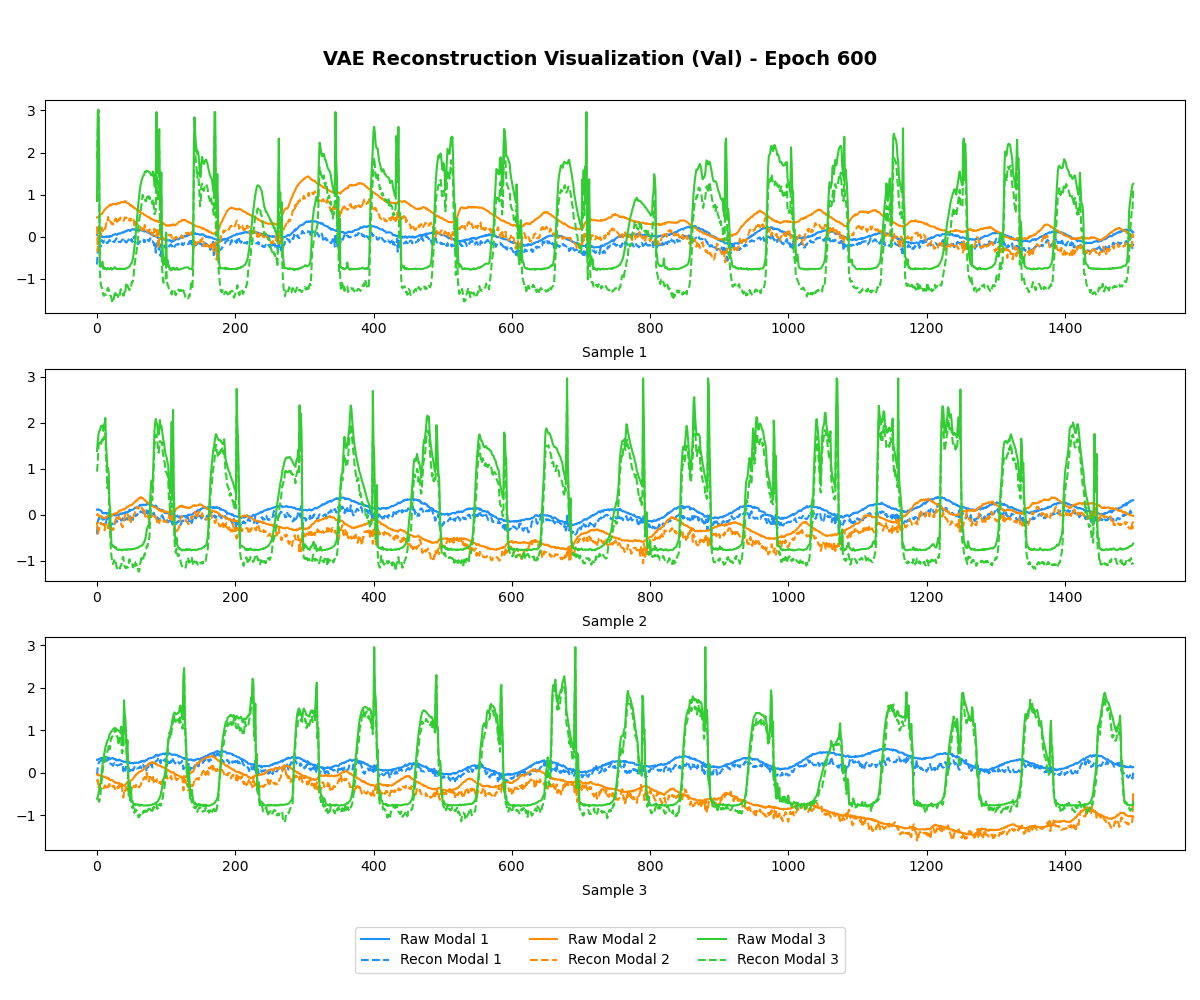 VAE Reconstruction Visualization (Val) - Epoch 600
3
2
1
0
−1
0 200 400 600 800 1000 1200 1400
Sample 1
3
2
1
0
−1
0 200 400 600 800 1000 1200 1400
Sample 2
3
2
1
0
−1
0 200 400 600 800 1000 1200 1400
Sample 3
Raw Modal 1 Raw Modal 2 Raw Modal 3
Recon Modal 1 Recon Modal 2 Recon Modal 3